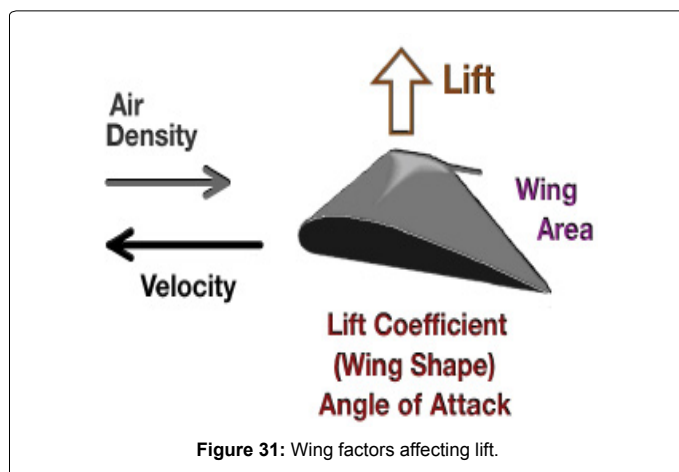 Lift
Air
Density
Wing
Area
Velocity
Lift Coefficient
(Wing Shape)
Angle of Attack
Figure 31: Wing factors affecting lift.